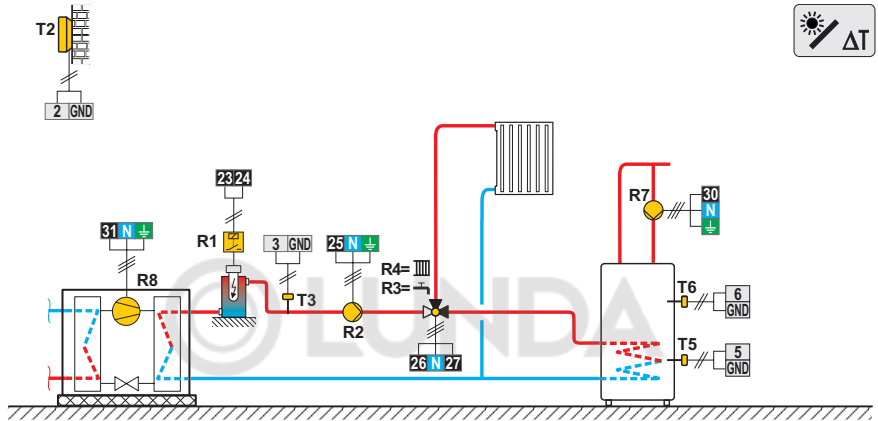 T2
2 GND
ΔT
23 24
R1
31 N
R8
3 GND
T3
25 N
R2
R4=
R3=
26 N 27
R7
30
N
T6
6
GND
T5
5
GND
LUNDA